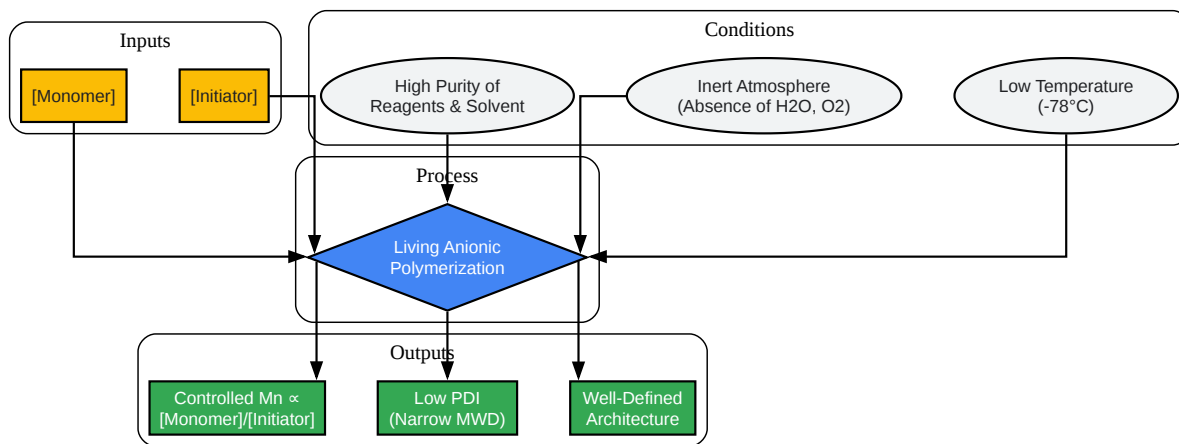 Inputs
Conditions
[Monomer]
[Initiator]
High Purity of
Reagents & Solvent
Inert Atmosphere
(Absence of H2O, O2)
Low Temperature
(-78°C)
Process
Living Anionic
Polymerization
Outputs
Controlled Mn ∝
[Monomer]/[Initiator]
Low PDI
(Narrow MWD)
Well-Defined
Architecture